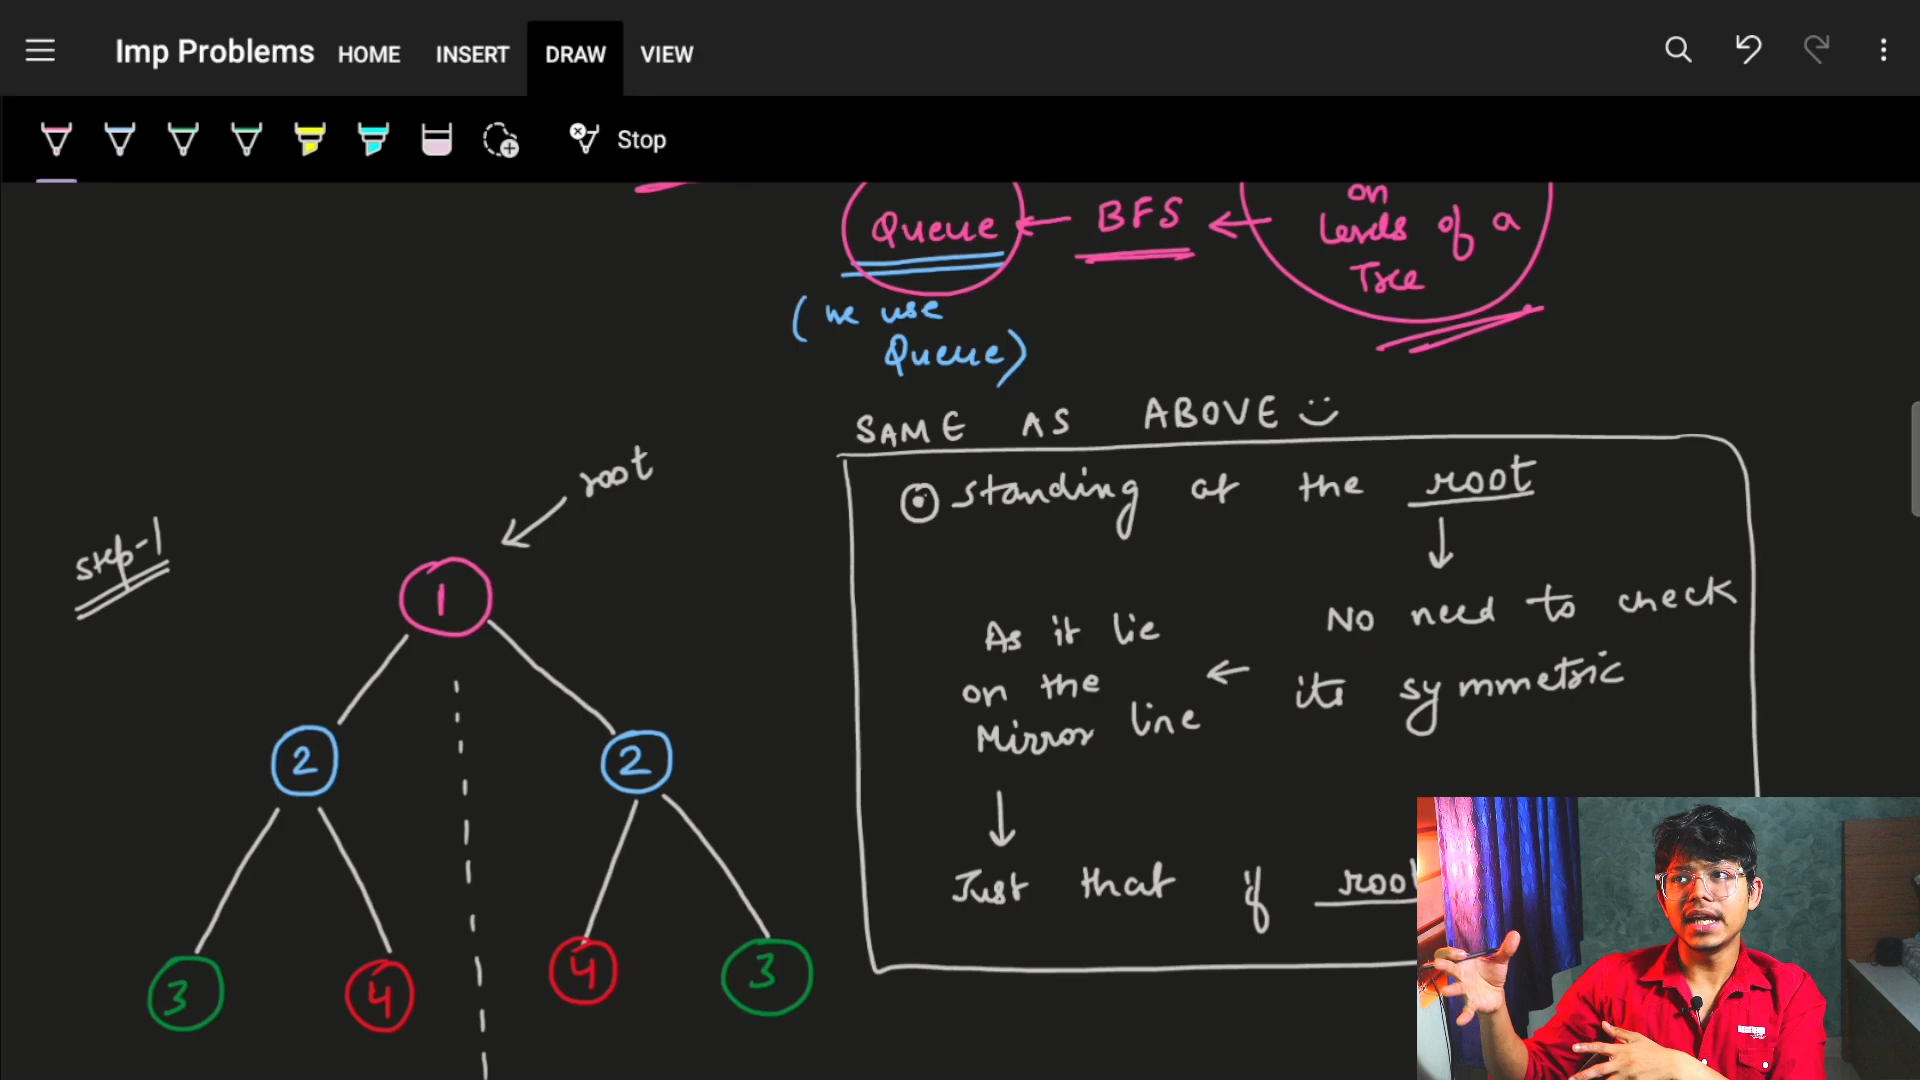 Imp Problems HOME INSERT DRAW VIEW
Stop
on
Levels of a
Tree
BFS
Queue
(we use
Queue)
SAME AS ABOVE
root
step-1
standing at the root
No need to check
its symmetric
As it lie
on the
Mirror line
Just that if root
1
2 2
3 4 4 3